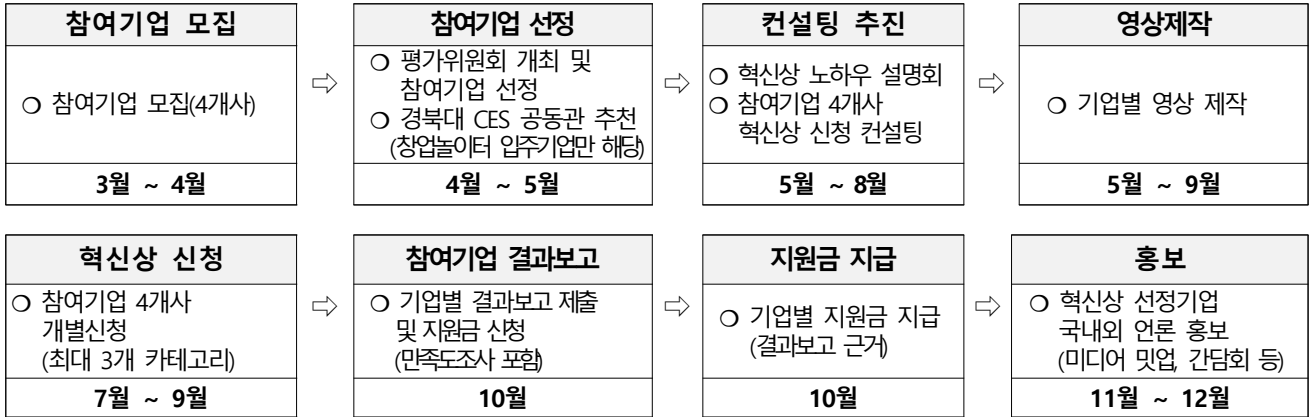 참여기업 모집
❍ 참여기업 모집(4개사)
3월 ~ 4월
⇨
참여기업 선정
❍ 평가위원회 개최 및
참여기업 선정
❍ 경북대 CES 공동관 추천
(창업놀이터 입주기업만 해당)
4월 ~ 5월
⇨
컨설팅 추진
❍ 혁신상 노하우 설명회
❍ 참여기업 4개사
혁신상 신청 컨설팅
5월 ~ 8월
⇨
영상제작
❍ 기업별 영상 제작
5월 ~ 9월
혁신상 신청
❍ 참여기업 4개사
개별신청
(최대 3개 카테고리)
7월 ~ 9월
⇨
참여기업 결과보고
❍ 기업별 결과보고 제출
및 지원금 신청
(만족도조사 포함)
10월
⇨
지원금 지급
❍ 기업별 지원금 지급
(결과보고 근거)
10월
⇨
홍보
❍ 혁신상 선정기업
국내외 언론 홍보
(미디어 밋업, 간담회 등)
11월 ~ 12월